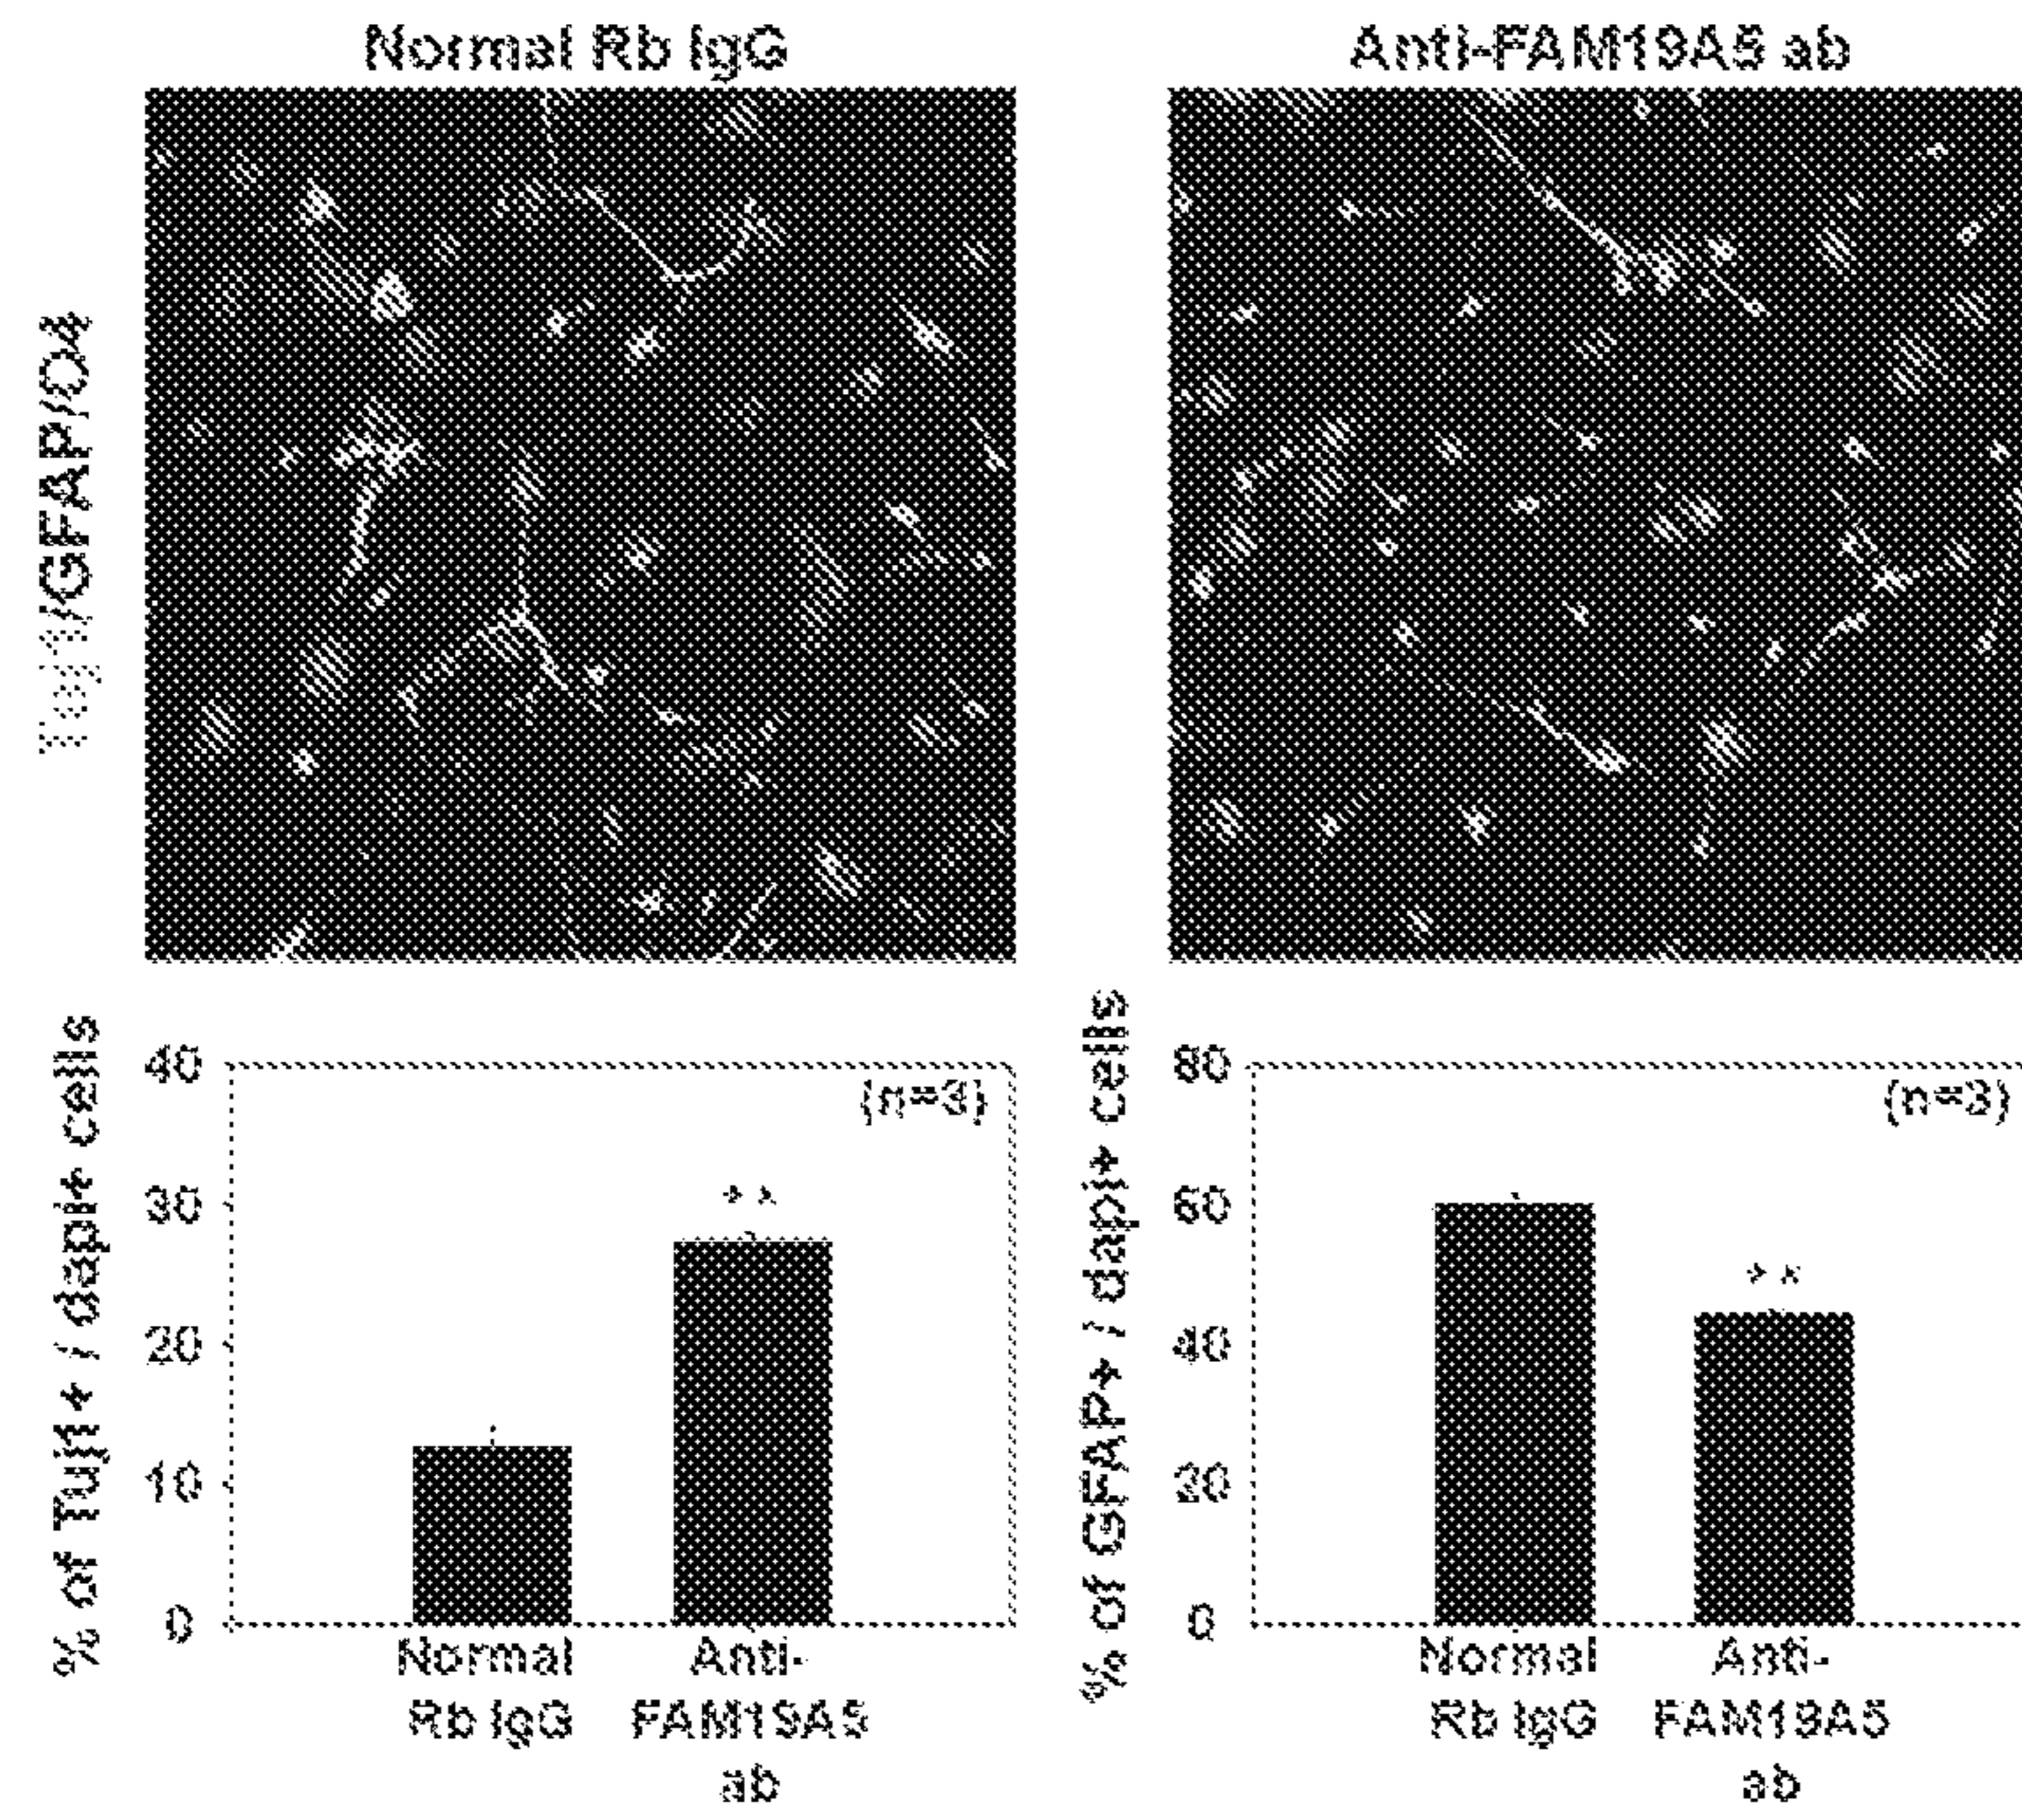 Normal Rb IgG
Anti-FAM19A5 ab
Tuj1/GFAP/O4
% of Tuj1+ / dapi+ cells
40
30
20
10
0
(n=3)
**
Normal
Rb IgG
Anti-
FAM19A5
ab
% of GFAP+ / dapi+ cells
80
60
40
20
0
(n=3)
**
Normal
Rb IgG
Anti-
FAM19A5
ab